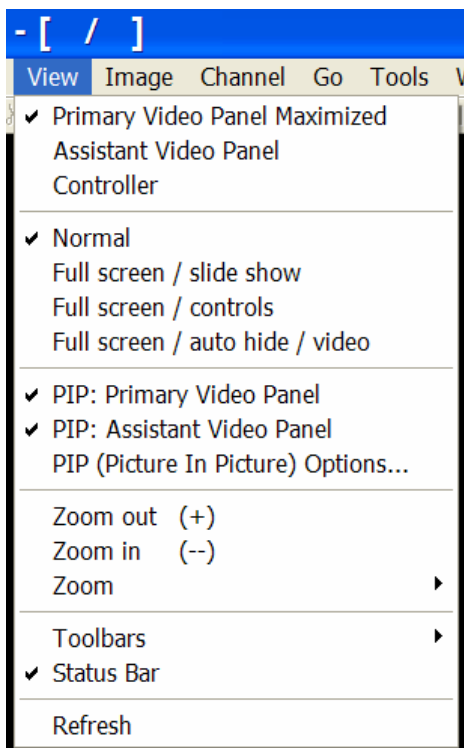 - [ / ]
View Image Channel Go Tools
Primary Video Panel Maximized
Assistant Video Panel
Controller
Normal
Full screen / slide show
Full screen / controls
Full screen / auto hide / video
PIP: Primary Video Panel
PIP: Assistant Video Panel
PIP (Picture In Picture) Options...
Zoom out (+)
Zoom in (--)
Zoom
Toolbars
Status Bar
Refresh